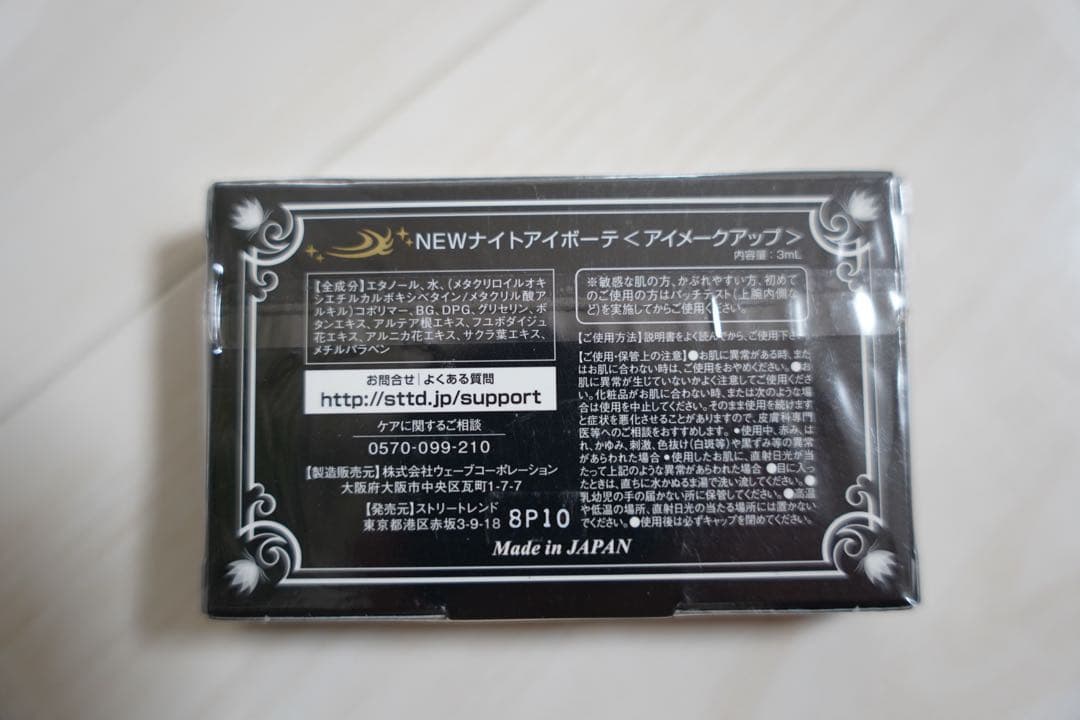 NEWナイトアイボーテ＜アイメークアップ＞
内容量：3mL
【全成分】エタノール、水、(メタクリロイルオキ
シエチルカルボキシベタイン/メタクリル酸ア
ルキル)コポリマー、BG、DPG、グリセリン、ボ
タンエキス、アルテア根エキス、フユボダイジュ
花エキス、アルニカ花エキス、サクラ葉エキス、
メチルパラベン
お問合せ｜よくある質問
http://sttd.jp/support
ケアに関するご相談
0570-099-210
【製造販売元】株式会社ウェーブコーポレーション
大阪府大阪市中央区瓦町1-7-7
【発売元】ストリートレンド
東京都港区赤坂3-9-18
8P10
※敏感な肌の方、かぶれやすい方、初めて
のご使用の方はパッチテスト(上腕内側な
ど)を実施してからご使用ください。
【ご使用方法】説明書をよく読んでから、ご使用下さい
【ご使用・保管上の注意】●お肌に異常がある時、また
はお肌に合わない時は、ご使用をおやめください。●お
肌に異常が生じていないかよく注意してご使用くださ
い。化粧品がお肌に合わない時、または次のような場
合は使用を中止してください。そのまま使用を続けます
と症状を悪化させることがありますので、皮膚科専門
医等へのご相談をおすすめします。●使用中、赤み、は
れ、かゆみ、刺激、色抜け(白斑等)や黒ずみ等の異常
があらわれた場合 ●使用したお肌に、直射日光が当
たって上記のような異常があらわれた場合 ●目に入っ
たときは、直ちに水かぬるま湯で洗い流してください。●
乳幼児の手の届かない所に保管してください。●高温
や低温の場所、直射日光の当たる場所には置かない
でください。●使用後は必ずキャップを閉めてください。
Made in JAPAN